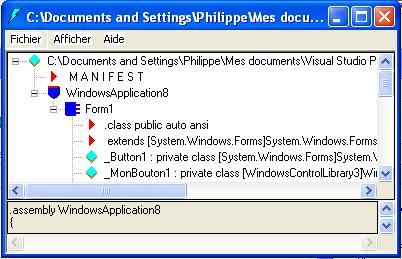 C:\Documents and Settings\Philippe\Mes docu...
Fichier Afficher Aide
C:\Documents and Settings\Philippe\Mes documents\Visual Studio P
M A N I F E S T
WindowsApplication8
Form1
.class public auto ansi
extends [System.Windows.Forms]System.Windows.Forms
_Button1 : private class [System.Windows.Forms]System.W
_MonBouton1 : private class [WindowsControlLibrary3]Win
.assembly WindowsApplication8
{